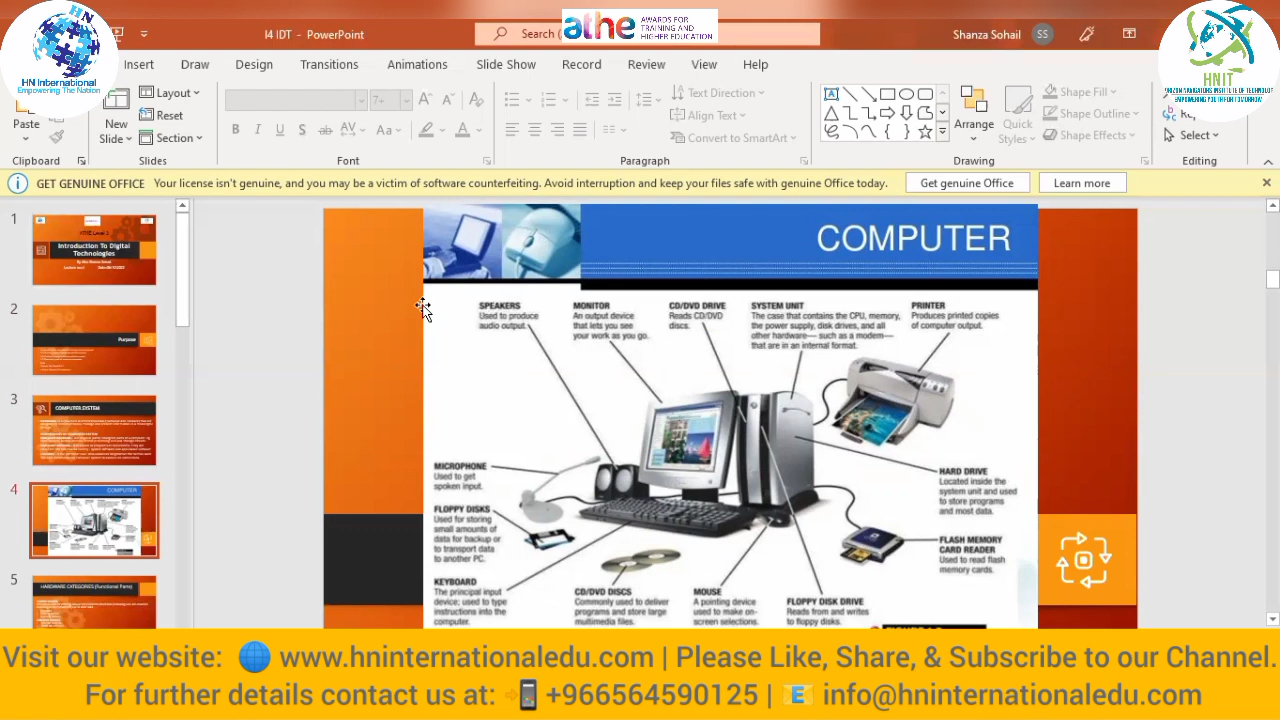 HN
HN International
Empowering The Nation
I4 IDT - PowerPoint
Search (
athe
AWARDS FOR
TRAINING AND
HIGHER EDUCATION
Shanza Sohail
SS
HNIT
EMPOWERING YOUTH FOR TOMORROW
Insert
Draw
Design
Transitions
Animations
Slide Show
Record
Review
View
Help
Paste
New
Slide
Layout
Reset
Section
7+
B I U S ab AV Aa A
Text Direction
Align Text
Convert to SmartArt
Arrange
Quick
Styles
Shape Fill
Shape Outline
Shape Effects
Select
Clipboard
Slides
Font
Paragraph
Drawing
Editing
GET GENUINE OFFICE Your license isn't genuine, and you may be a victim of software counterfeiting. Avoid interruption and keep your files safe with genuine Office today.
Get genuine Office
Learn more
1
Introduction To Digital
Technologies
2
Purpose
3
COMPUTER SYSTEM
4
COMPUTER
5
HARDWARE CATEGORIES (Functional Parts)
COMPUTER
SPEAKERS
Used to produce
audio output.
MONITOR
An output device
that lets you see
your work as you go.
CD/DVD DRIVE
Reads CD/DVD
discs.
SYSTEM UNIT
The case that contains the CPU, memory,
the power supply, disk drives, and all
other hardware— such as a modem—
that are in an internal format.
PRINTER
Produces printed copies
of computer output.
MICROPHONE
Used to get
spoken input.
FLOPPY DISKS
Used for storing
small amounts of
data for backup or
to transport data
to another PC.
KEYBOARD
The principal input
device; used to type
instructions into the
computer.
CD/DVD DISCS
Commonly used to deliver
programs and store large
multimedia files.
MOUSE
A pointing device
used to make on-
screen selections.
FLOPPY DISK DRIVE
Reads from and writes
to floppy disks.
HARD DRIVE
Located inside the
system unit and used
to store programs
and most data.
FLASH MEMORY
CARD READER
Used to read flash
memory cards.
Visit our website: www.hninternationaledu.com | Please Like, Share, & Subscribe to our Channel.
For further details contact us at: +966564590125 | info@hninternationaledu.com